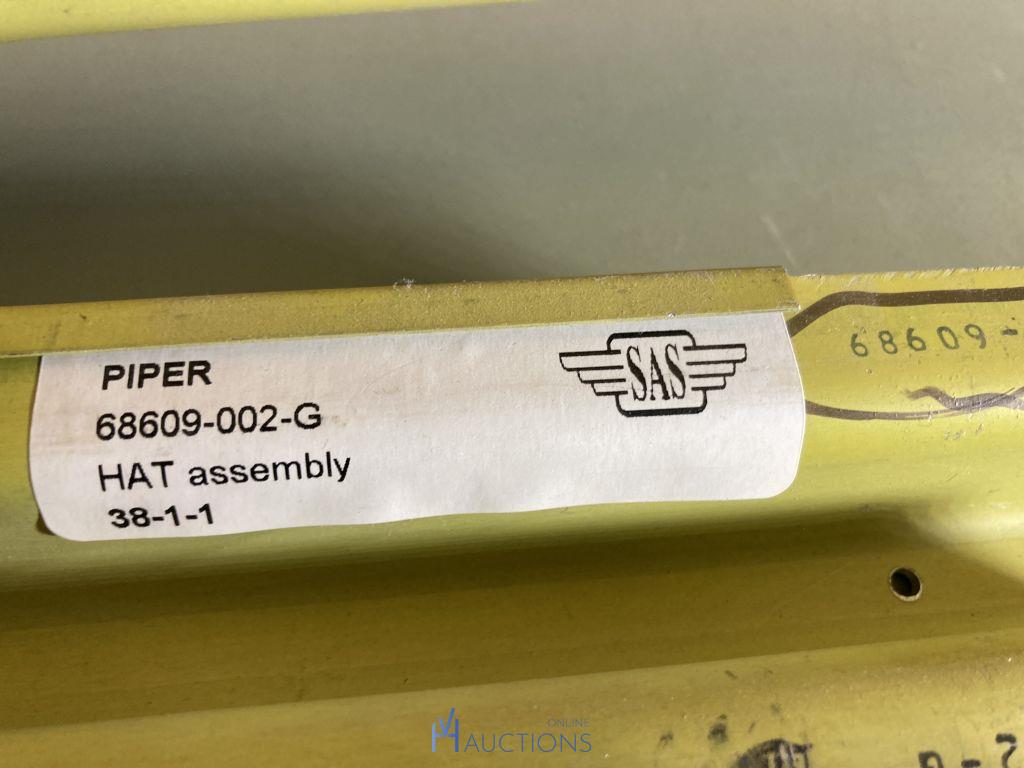 PIPER
68609-002-G
HAT assembly
38-1-1
SAS
68609-
ONLINE
AUCTIONS